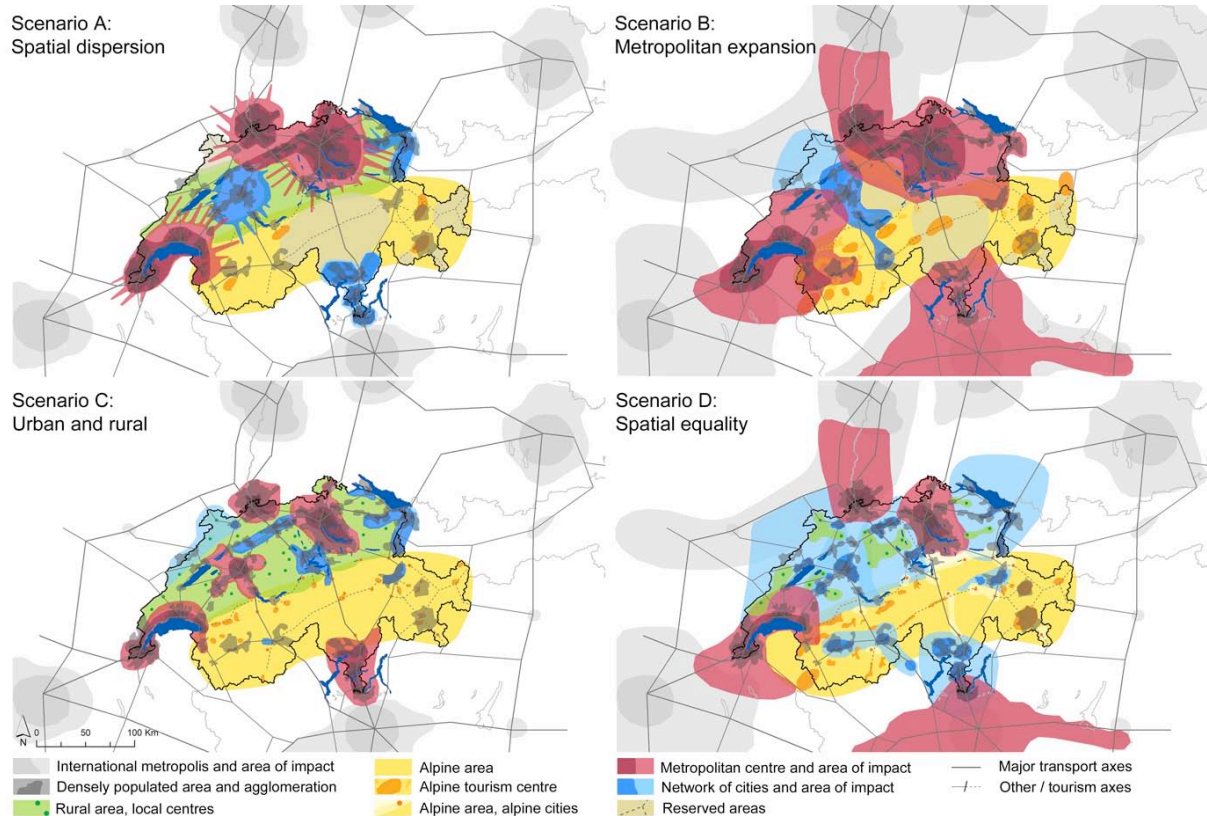 Scenario A:
Spatial dispersion
Scenario B:
Metropolitan expansion
Scenario C:
Urban and rural
Scenario D:
Spatial equality
N
0 50 100 Km
International metropolis and area of impact
Densely populated area and agglomeration
Rural area, local centres
Alpine area
Alpine tourism centre
Alpine area, alpine cities
Metropolitan centre and area of impact
Network of cities and area of impact
Reserved areas
Major transport axes
Other / tourism axes